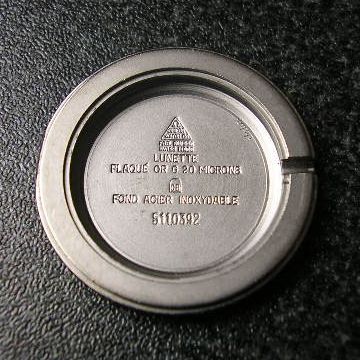 LUNETTE
PLAQUÉ OR G 20 MICRONS
FOND ACIER INOXYDABLE
5110392